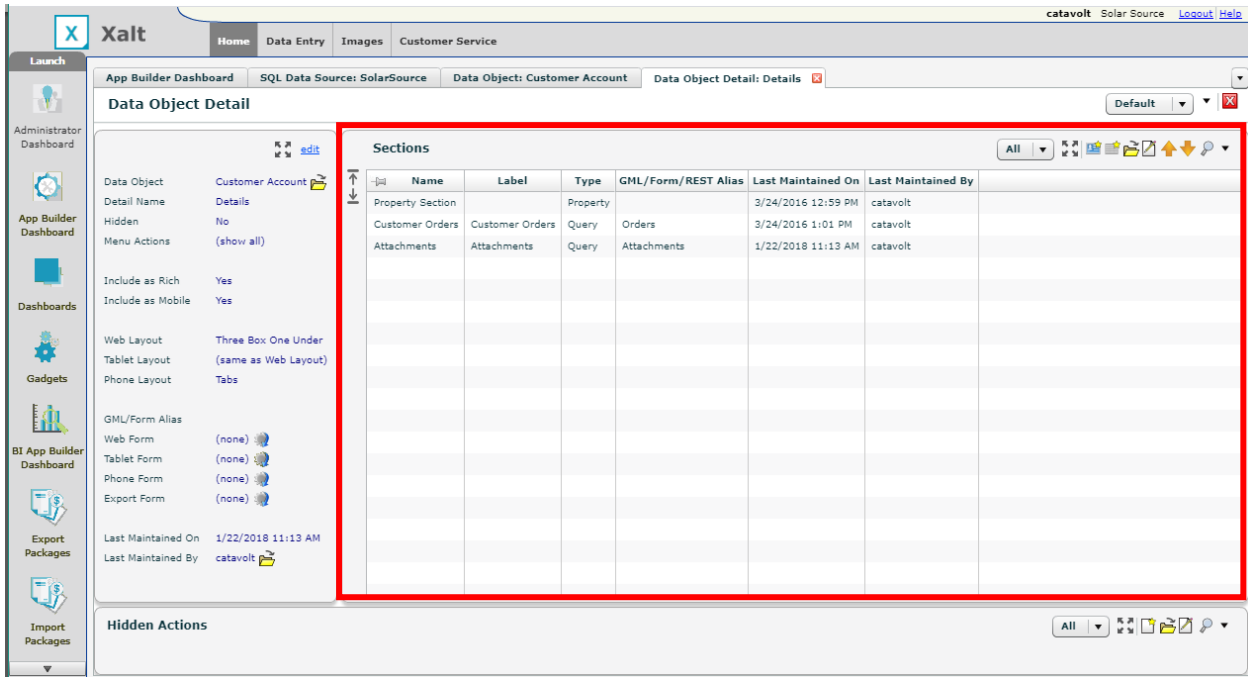 catavolt Solar Source Logout Help
X Xalt
Home Data Entry Images Customer Service
Launch
App Builder Dashboard SQL Data Source: SolarSource Data Object: Customer Account Data Object Detail: Details
Data Object Detail Default
Administrator
Dashboard
App Builder
Dashboard
Dashboards
Gadgets
BI App Builder
Dashboard
Export
Packages
Import
Packages
edit
Data Object Customer Account
Detail Name Details
Hidden No
Menu Actions (show all)
Include as Rich Yes
Include as Mobile Yes
Web Layout Three Box One Under
Tablet Layout (same as Web Layout)
Phone Layout Tabs
GML/Form Alias
Web Form (none)
Tablet Form (none)
Phone Form (none)
Export Form (none)
Last Maintained On 1/22/2018 11:13 AM
Last Maintained By catavolt
Sections All
Name Label Type GML/Form/REST Alias Last Maintained On Last Maintained By
Property Section Property 3/24/2016 12:59 PM catavolt
Customer Orders Customer Orders Query Orders 3/24/2016 1:01 PM catavolt
Attachments Attachments Query Attachments 1/22/2018 11:13 AM catavolt
Hidden Actions All